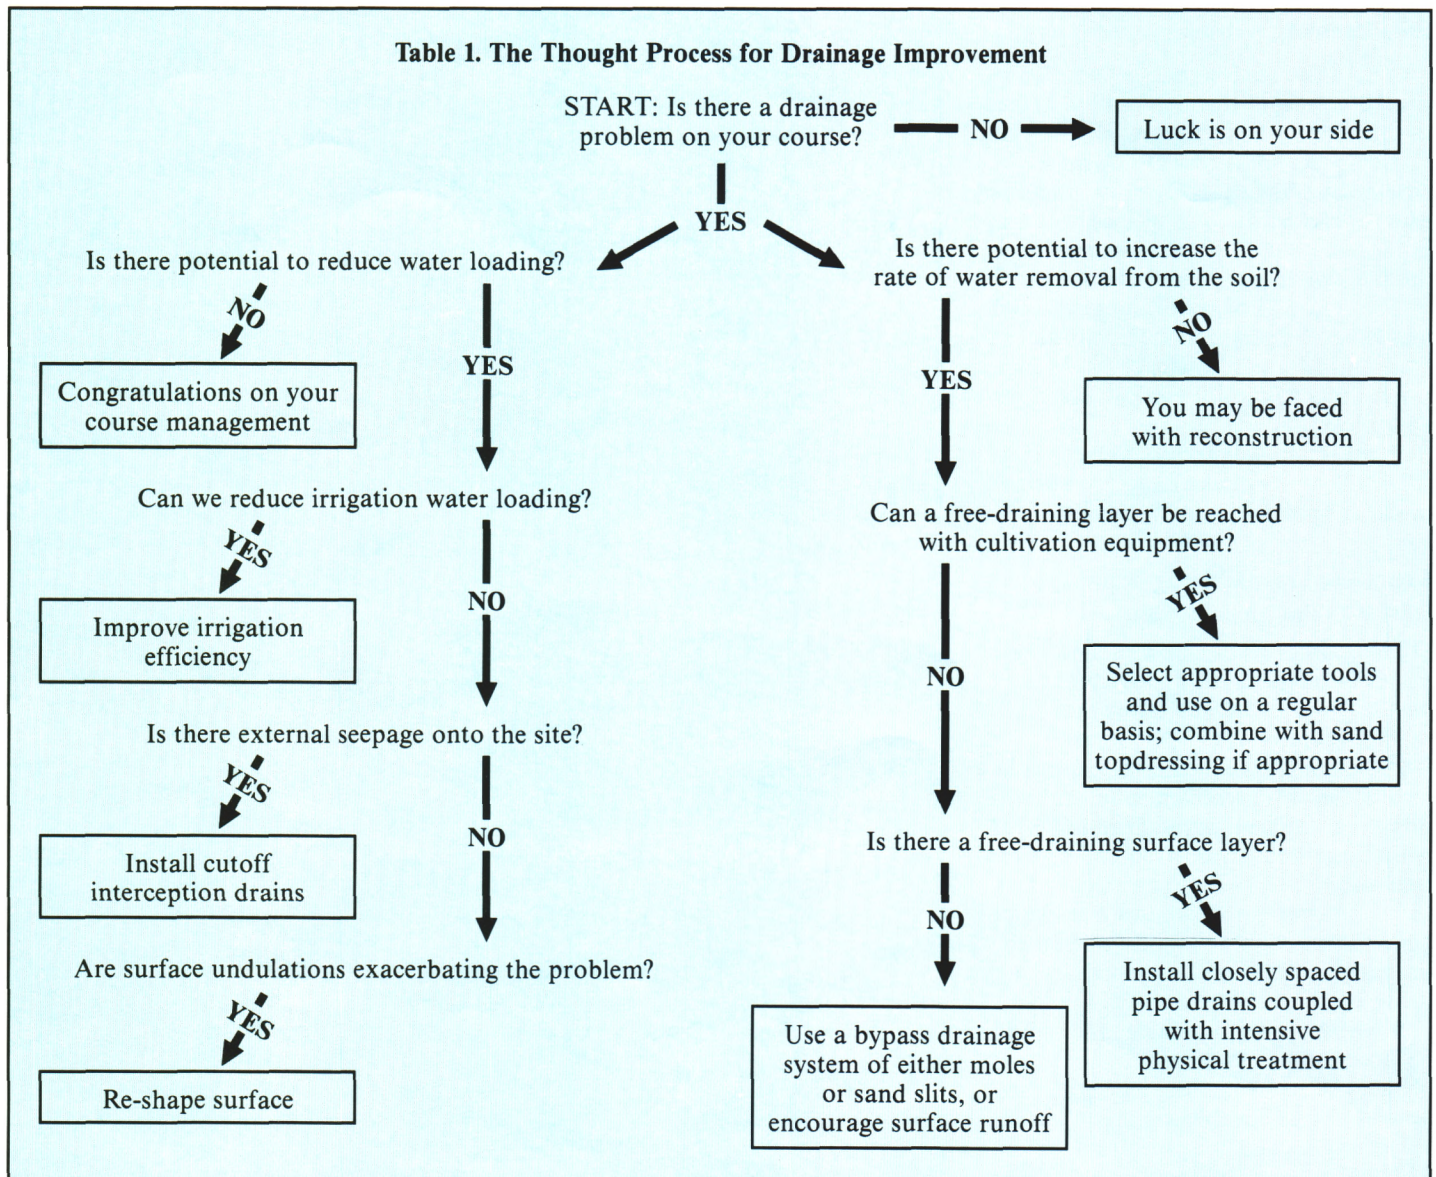 Table 1. The Thought Process for Drainage Improvement
START: Is there a drainage
problem on your course?
NO
Luck is on your side
YES
Is there potential to reduce water loading?
NO
Congratulations on your
course management
YES
Can we reduce irrigation water loading?
YES
Improve irrigation
efficiency
NO
Is there external seepage onto the site?
YES
Install cutoff
interception drains
NO
Are surface undulations exacerbating the problem?
YES
Re-shape surface
Is there potential to increase the
rate of water removal from the soil?
NO
You may be faced
with reconstruction
YES
Can a free-draining layer be reached
with cultivation equipment?
YES
Select appropriate tools
and use on a regular
basis; combine with sand
topdressing if appropriate
NO
Is there a free-draining surface layer?
YES
Install closely spaced
pipe drains coupled
with intensive
physical treatment
NO
Use a bypass drainage
system of either moles
or sand slits, or
encourage surface runoff